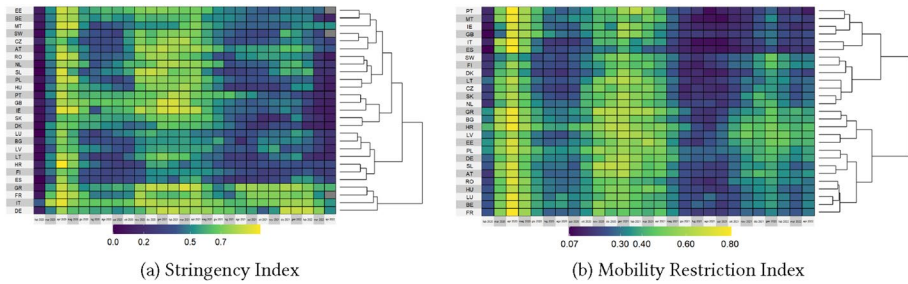 EE
BE
MT
SW
CZ
AT
RO
NL
SL
PL
HU
PT
GB
IE
SK
DK
LU
BG
LV
LT
HR
FI
ES
GR
FR
IT
DE
0.0 0.2 0.5 0.7
(a) Stringency Index
PT
MT
IE
GB
IT
ES
SW
FI
DK
LT
CZ
SK
NL
GR
BG
HR
LV
EE
PL
DE
SL
AT
RO
HU
LU
BE
FR
0.07 0.30 0.40 0.60 0.80
(b) Mobility Restriction Index